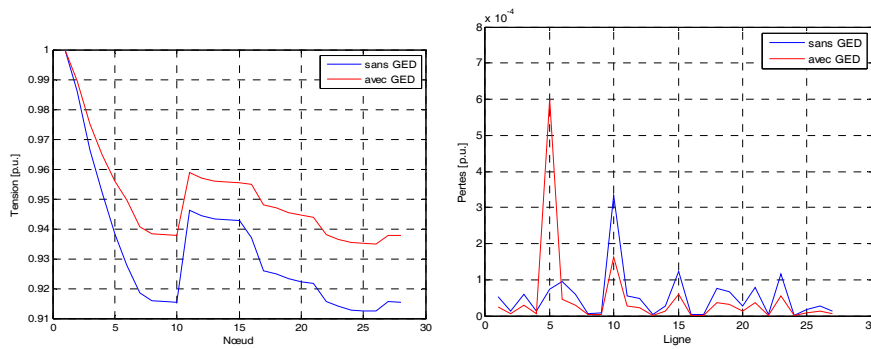 1
0.99
0.98
0.97
0.96
0.95
0.94
0.93
0.92
0.91
0 5 10 15 20 25 30
Tension [p.u.]
Nœud
sans GED
avec GED
x 10-4
8
7
6
5
4
3
2
1
0
0 5 10 15 20 25 30
Pertes [p.u.]
Ligne
sans GED
avec GED